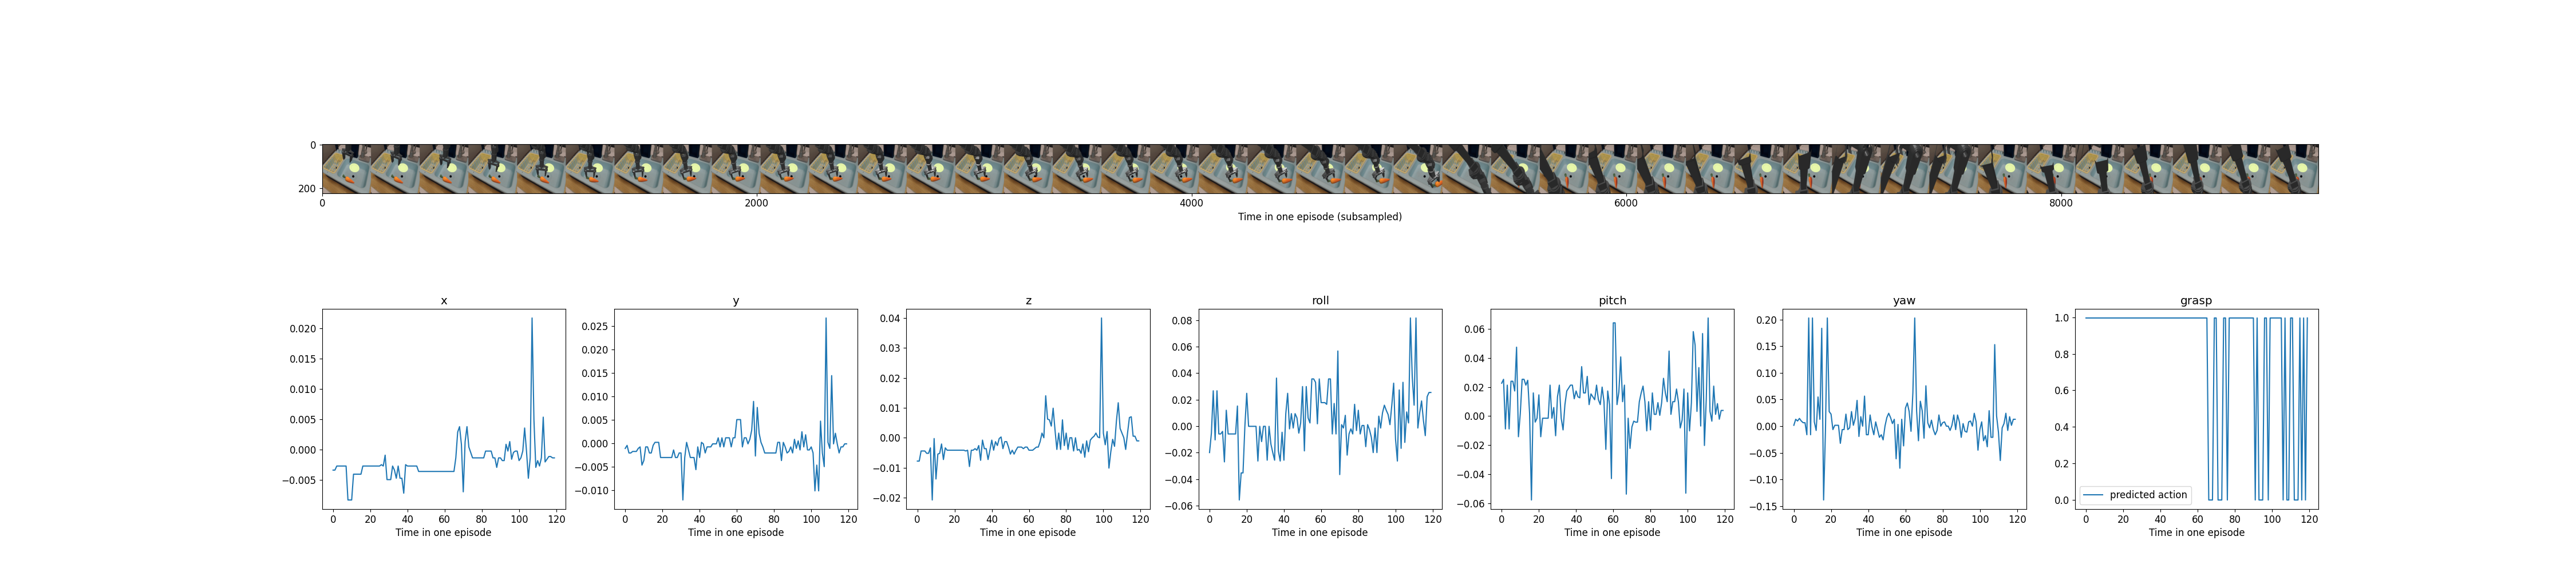 0
200
0 2000 4000 6000 8000
Time in one episode (subsampled)
x y z roll pitch yaw grasp
0.020
0.015
0.010
0.005
0.000
−0.005
0 20 40 60 80 100 120
Time in one episode
0.025
0.020
0.015
0.010
0.005
0.000
−0.005
−0.010
0 20 40 60 80 100 120
Time in one episode
0.04
0.03
0.02
0.01
0.00
−0.01
−0.02
0 20 40 60 80 100 120
Time in one episode
0.08
0.06
0.04
0.02
0.00
−0.02
−0.04
−0.06
0 20 40 60 80 100 120
Time in one episode
0.06
0.04
0.02
0.00
−0.02
−0.04
−0.06
0 20 40 60 80 100 120
Time in one episode
0.20
0.15
0.10
0.05
0.00
−0.05
−0.10
−0.15
0 20 40 60 80 100 120
Time in one episode
1.0
0.8
0.6
0.4
0.2
0.0
predicted action
0 20 40 60 80 100 120
Time in one episode